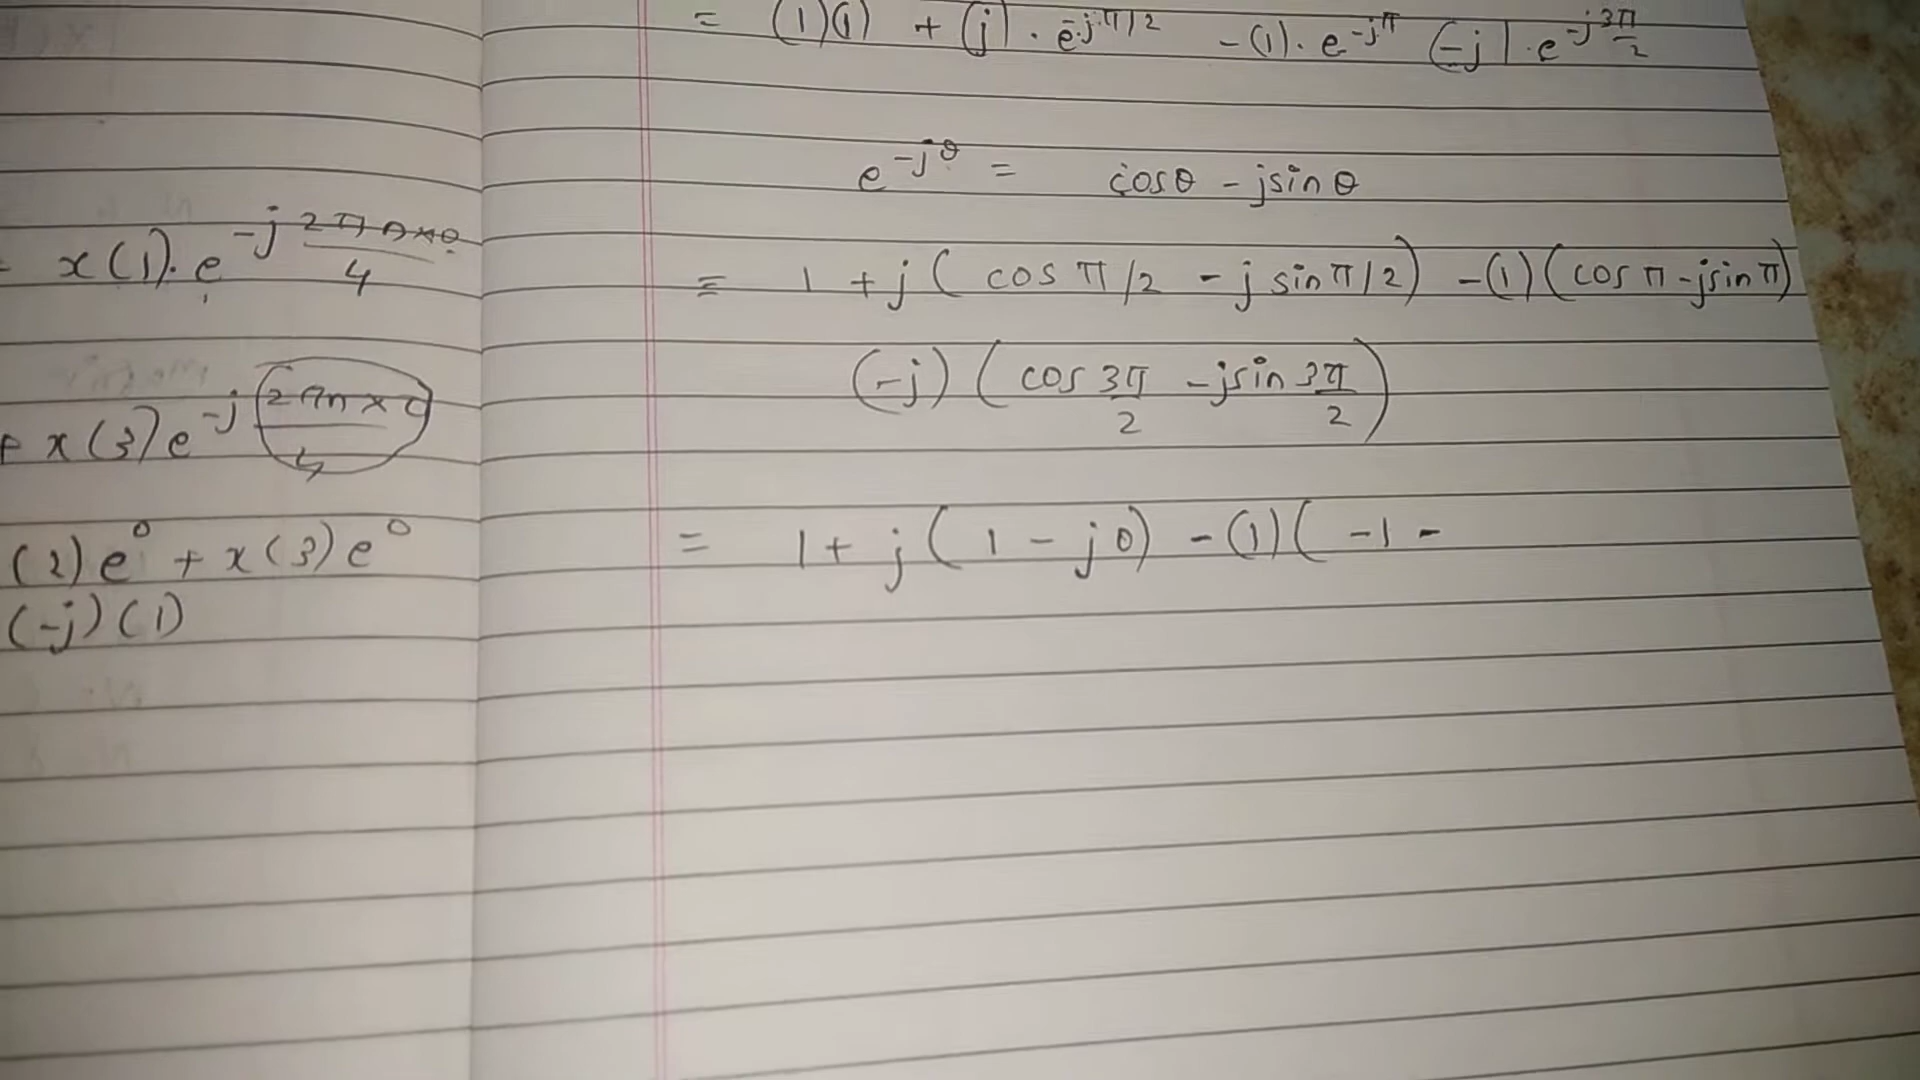 x(1).e^-j 2πn×0/4
+ x(3)e^-j 2πn×0/4
(2)e^0 + x(3)e^0
(-j)(1)
= (1)(1) + (j).e^-jπ/2 -(1).e^-jπ (-j).e^-j3π/2
e^-jθ = cosθ - jsinθ
= 1 + j(cos π/2 - j sin π/2) -(1)(cos π - jsin π)
(-j)(cos 3π/2 - jsin 3π/2)
= 1 + j(1 - j0) - (1)(-1 -